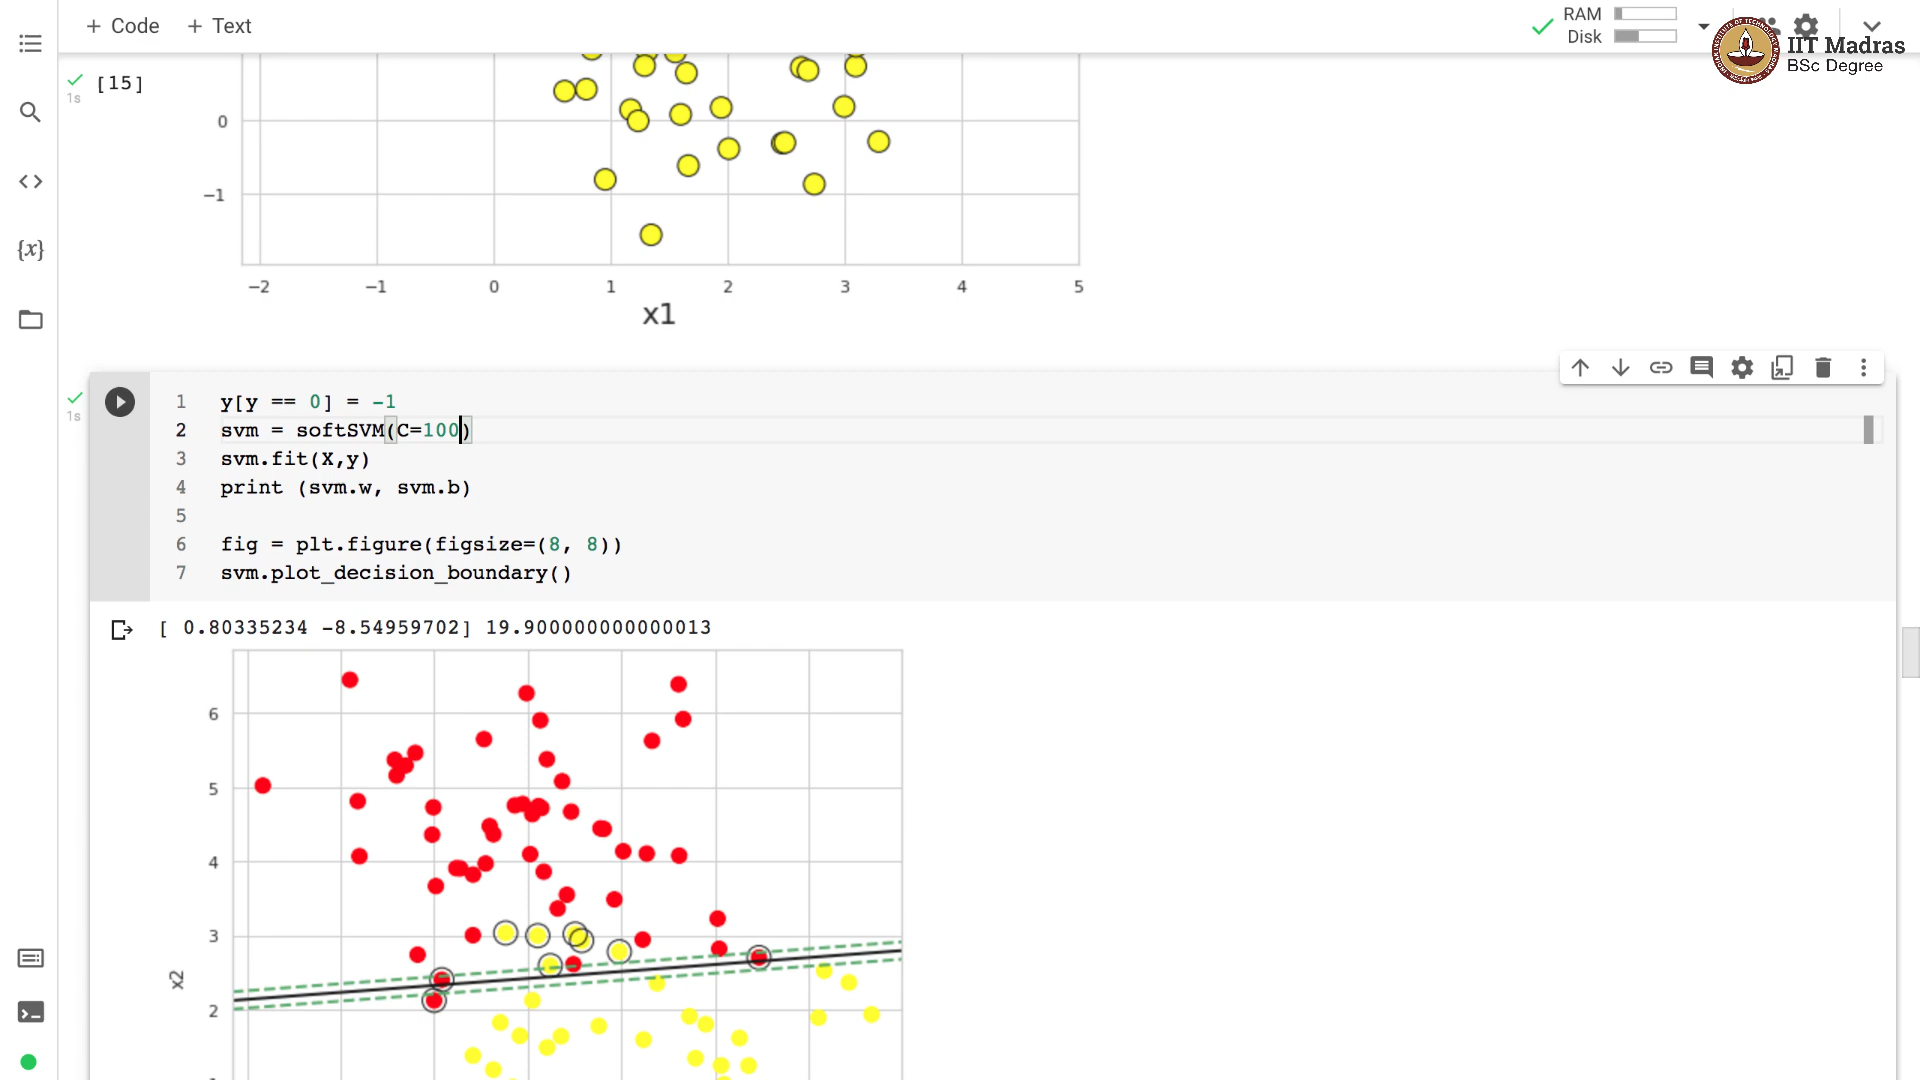 + Code + Text
RAM
Disk
IIT Madras
BSc Degree
[15]
1s
0
−1
−2 −1 0 1 2 3 4 5
x1
{x}
1s
1 y[y == 0] = -1
2 svm = softSVM(C=100)
3 svm.fit(X,y)
4 print (svm.w, svm.b)
5
6 fig = plt.figure(figsize=(8, 8))
7 svm.plot_decision_boundary()
[ 0.80335234 -8.54959702] 19.900000000000013
6
5
4
3
x2
2